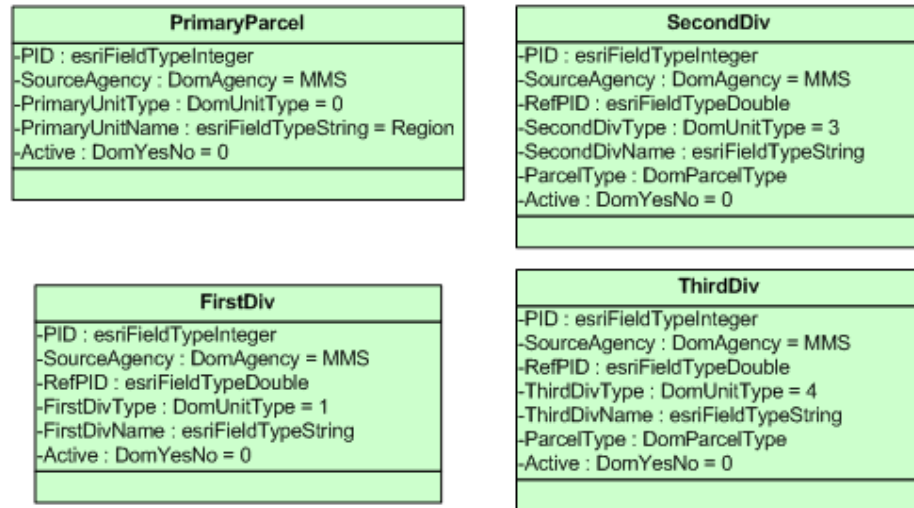 PrimaryParcel
-PID : esriFieldTypeInteger
-SourceAgency : DomAgency = MMS
-PrimaryUnitType : DomUnitType = 0
-PrimaryUnitName : esriFieldTypeString = Region
-Active : DomYesNo = 0
SecondDiv
-PID : esriFieldTypeInteger
-SourceAgency : DomAgency = MMS
-RefPID : esriFieldTypeDouble
-SecondDivType : DomUnitType = 3
-SecondDivName : esriFieldTypeString
-ParcelType : DomParcelType
-Active : DomYesNo = 0
FirstDiv
-PID : esriFieldTypeInteger
-SourceAgency : DomAgency = MMS
-RefPID : esriFieldTypeDouble
-FirstDivType : DomUnitType = 1
-FirstDivName : esriFieldTypeString
-Active : DomYesNo = 0
ThirdDiv
-PID : esriFieldTypeInteger
-SourceAgency : DomAgency = MMS
-RefPID : esriFieldTypeDouble
-ThirdDivType : DomUnitType = 4
-ThirdDivName : esriFieldTypeString
-ParcelType : DomParcelType
-Active : DomYesNo = 0